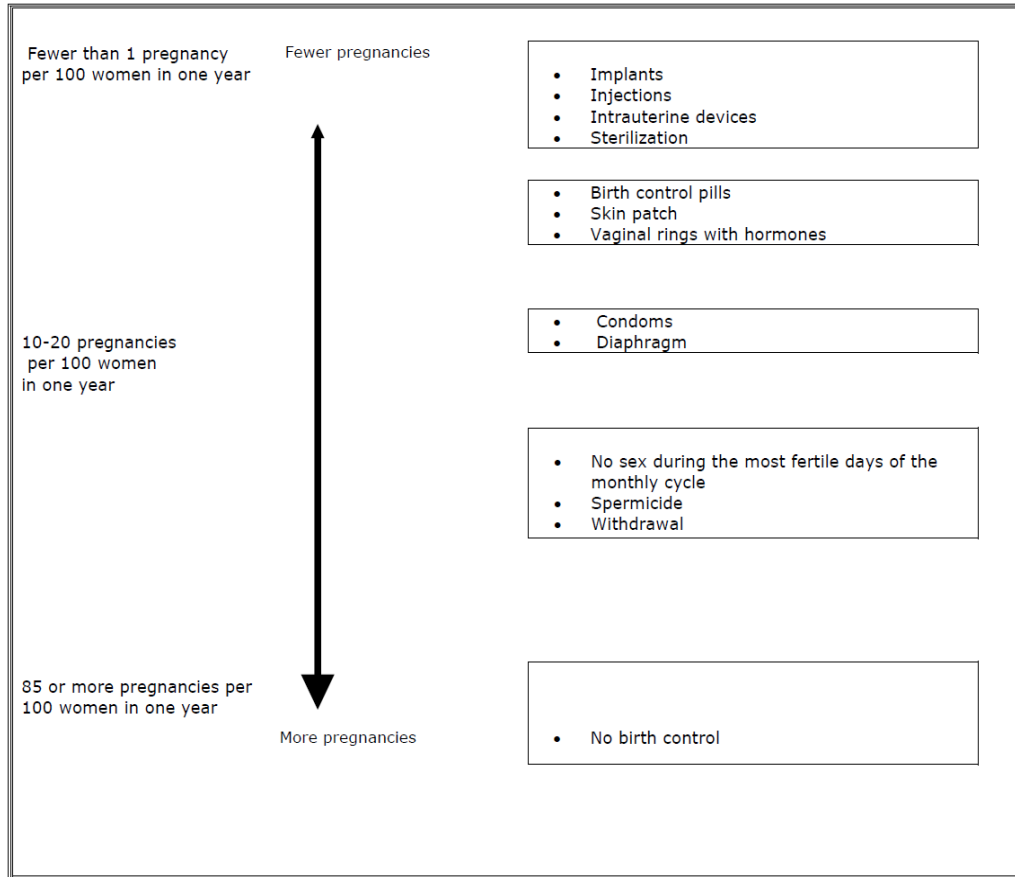 Fewer than 1 pregnancy
per 100 women in one year
Fewer pregnancies
• Implants
• Injections
• Intrauterine devices
• Sterilization
• Birth control pills
• Skin patch
• Vaginal rings with hormones
10-20 pregnancies
per 100 women
in one year
• Condoms
• Diaphragm
• No sex during the most fertile days of the
monthly cycle
• Spermicide
• Withdrawal
85 or more pregnancies per
100 women in one year
More pregnancies
• No birth control